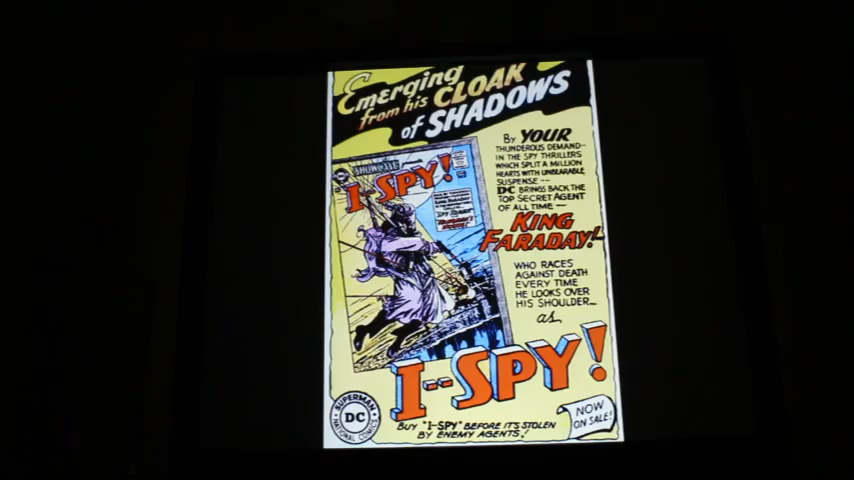 Emerging
from his CLOAK
of SHADOWS
By YOUR
THUNDEROUS DEMAND--
IN THE SPY THRILLERS
WHICH SPLIT A MILLION
HEARTS WITH UNBEARABLE
SUSPENSE --
DC BRINGS BACK THE
TOP SECRET AGENT
OF ALL TIME --
KING
FARADAY!--
WHO RACES
AGAINST DEATH
EVERY TIME
HE LOOKS OVER
HIS SHOULDER--
as
SHOWCASE
I--SPY!
I--SPY!
SUPERMAN
DC
NATIONAL COMICS
BUY "I-SPY" BEFORE IT'S STOLEN
BY ENEMY AGENTS!
NOW
ON SALE!